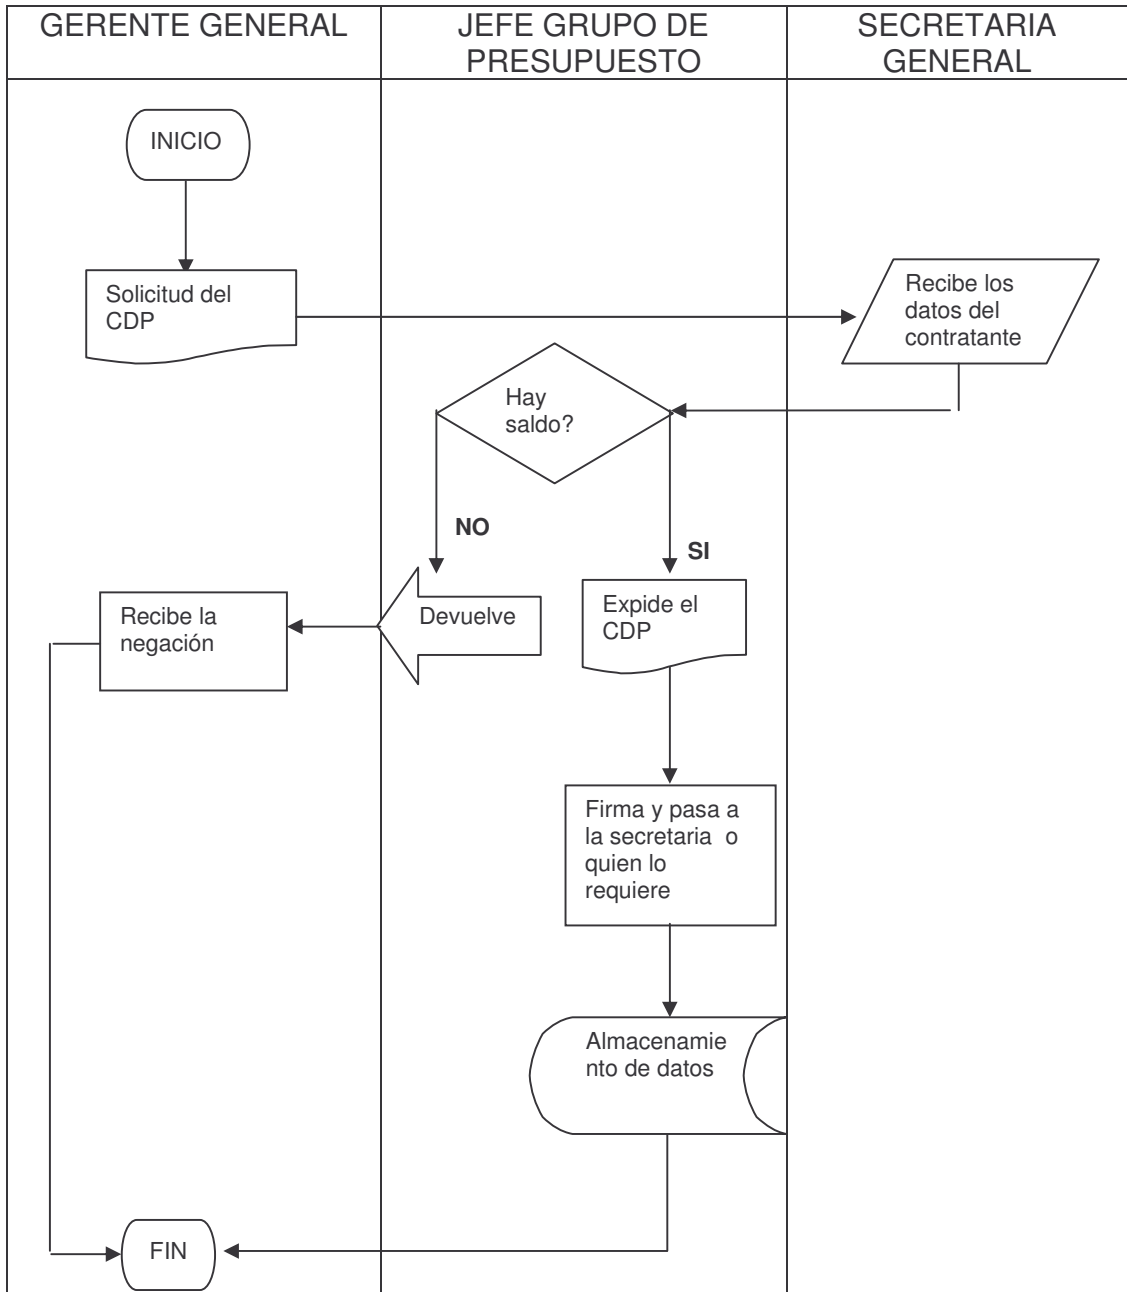 GERENTE GENERAL
JEFE GRUPO DE
PRESUPUESTO
SECRETARIA
GENERAL
INICIO
Solicitud del
CDP
Recibe los
datos del
contratante
Hay
saldo?
NO
SI
Recibe la
negación
Devuelve
Expide el
CDP
Firma y pasa a
la secretaria o
quien lo
requiere
Almacenamie
nto de datos
FIN